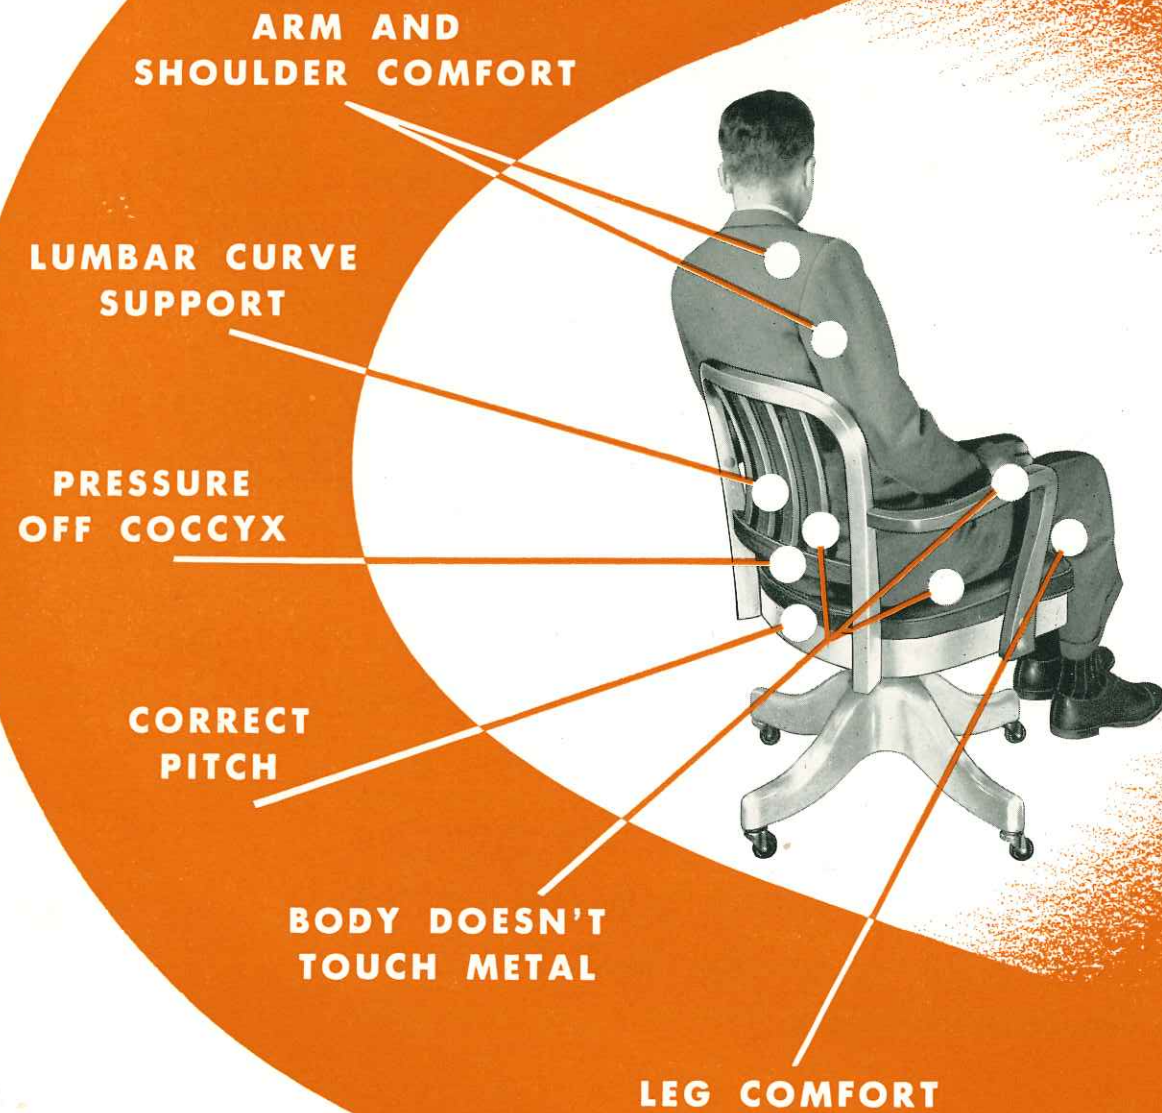 ARM AND
SHOULDER COMFORT
LUMBAR CURVE
SUPPORT
PRESSURE
OFF COCCYX
CORRECT
PITCH
BODY DOESN'T
TOUCH METAL
LEG COMFORT